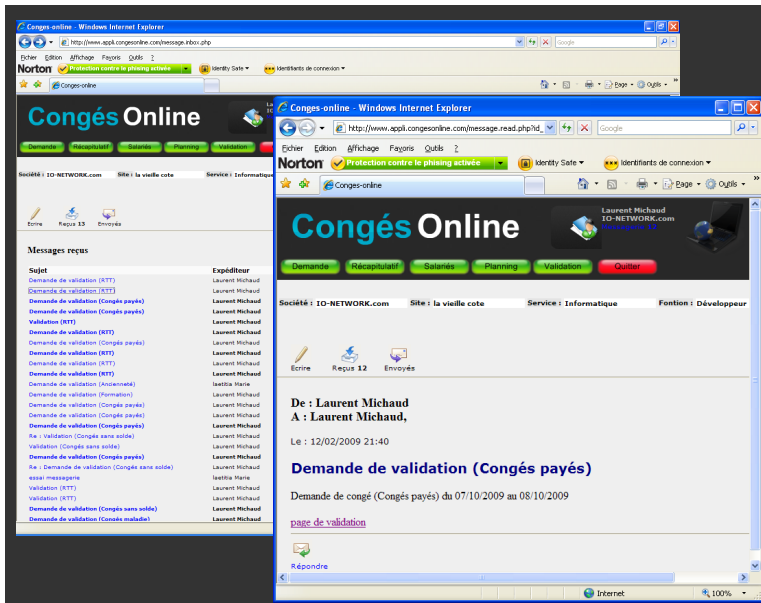 Conges-online - Windows Internet Explorer
http://www.appli.congesonline.com/message.inbox.php
Google
Fichier Edition Affichage Favoris Outils ?
Norton Protection contre le phising activée Identity Safe Identifiants de connexion
Conges-online
Page Outils »
Congés Online
Demande Récapitulatif Salariés Planning Validation
Société : IO-NETWORK.com Site : la vieille cote Service : Informatique
Ecrire Reçus 13 Envoyés
Messages reçus
Sujet Expéditeur
Demande de validation (RTT) Laurent Michaud
Demande de validation (RTT) Laurent Michaud
Demande de validation (Congés payés) Laurent Michaud
Demande de validation (Congés payés) Laurent Michaud
Validation (RTT) Laurent Michaud
Demande de validation (RTT) Laurent Michaud
Demande de validation (Congés payés) Laurent Michaud
Demande de validation (RTT) Laurent Michaud
Demande de validation (RTT) Laurent Michaud
Demande de validation (RTT) Laurent Michaud
Demande de validation (Ancienneté) laetitia Marie
Demande de validation (Formation) Laurent Michaud
Demande de validation (Congés payés) Laurent Michaud
Demande de validation (Congés payés) Laurent Michaud
Demande de validation (Congés payés) Laurent Michaud
Re : Validation (Congés sans solde) Laurent Michaud
Validation (Congés sans solde) Laurent Michaud
Demande de validation (Congés payés) Laurent Michaud
Re : Demande de validation (Congés sans solde) Laurent Michaud
essai messagerie laetitia Marie
Validation (RTT) Laurent Michaud
Validation (RTT) Laurent Michaud
Demande de validation (Congés sans solde) Laurent Michaud
Demande de validation (Congés maladie) Laurent Michaud
Conges-online - Windows Internet Explorer
http://www.appli.congesonline.com/message.read.php?id_
Google
Fichier Edition Affichage Favoris Outils ?
Norton Protection contre le phising activée Identity Safe Identifiants de connexion
Conges-online
Page Outils »
Laurent Michaud
IO-NETWORK.com
Messagerie 12
Congés Online
Demande Récapitulatif Salariés Planning Validation Quitter
Société : IO-NETWORK.com Site : la vieille cote Service : Informatique Fontion : Développeur
Ecrire Reçus 12 Envoyés
De : Laurent Michaud
A : Laurent Michaud,
Le : 12/02/2009 21:40
Demande de validation (Congés payés)
Demande de congé (Congés payés) du 07/10/2009 au 08/10/2009
page de validation
Répondre
Internet 100%